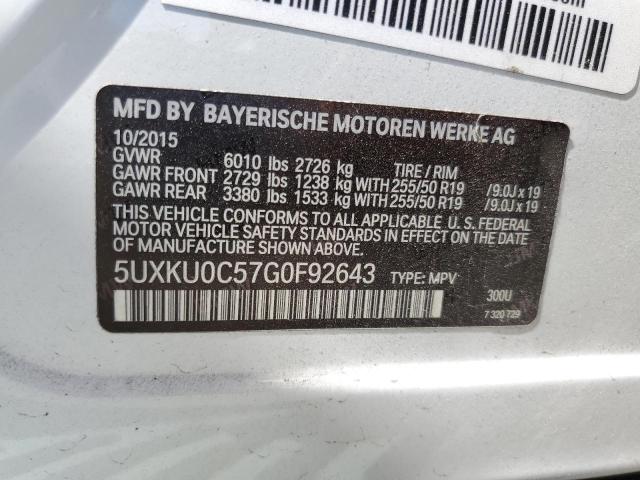 MFD BY BAYERISCHE MOTOREN WERKE AG
10/2015
GVWR 6010 lbs 2726 kg TIRE / RIM
GAWR FRONT 2729 lbs 1238 kg WITH 255/50 R19 /9.0J x 19
GAWR REAR 3380 lbs 1533 kg WITH 255/50 R19 /9.0J x 19
THIS VEHICLE CONFORMS TO ALL APPLICABLE U.S. FEDERAL
MOTOR VEHICLE SAFETY STANDARDS IN EFFECT ON THE DATE
OF MANUFACTURE SHOWN ABOVE.
5UXKU0C57G0F92643 TYPE: MPV
300U
7 320 729